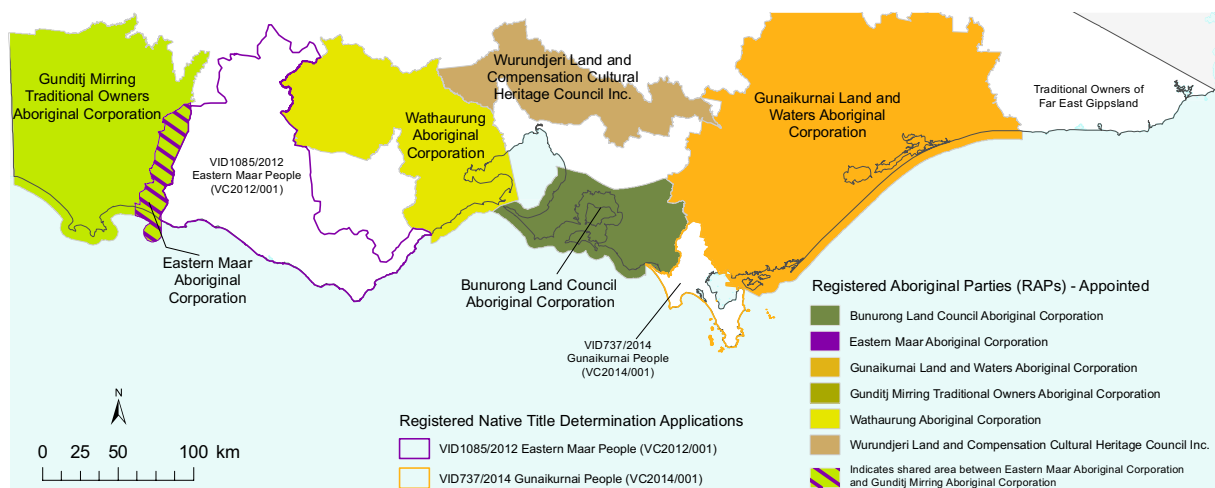 Gunditj Mirring
Traditional Owners
Aboriginal Corporation
VID1085/2012
Eastern Maar People
(VC2012/001)
Wathaurung
Aboriginal
Corporation
Wurundjeri Land and
Compensation Cultural
Heritage Council Inc.
Gunaikurnai Land and
Waters Aboriginal
Corporation
Traditional Owners of
Far East Gippsland
Eastern Maar
Aboriginal
Corporation
Bunurong Land Council
Aboriginal Corporation
VID737/2014
Gunaikurnai People
(VC2014/001)
N
0 25 50 100 km
Registered Native Title Determination Applications
VID1085/2012 Eastern Maar People (VC2012/001)
VID737/2014 Gunaikurnai People (VC2014/001)
Registered Aboriginal Parties (RAPs) - Appointed
Bunurong Land Council Aboriginal Corporation
Eastern Maar Aboriginal Corporation
Gunaikurnai Land and Waters Aboriginal Corporation
Gunditj Mirring Traditional Owners Aboriginal Corporation
Wathaurung Aboriginal Corporation
Wurundjeri Land and Compensation Cultural Heritage Council Inc.
Indicates shared area between Eastern Maar Aboriginal Corporation
and Gunditj Mirring Aboriginal Corporation